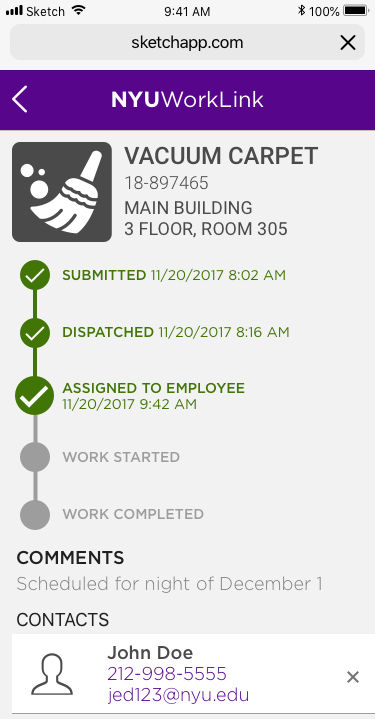 Sketch 9:41 AM 100%
sketchapp.com
NYUWorkLink
VACUUM CARPET
18-897465
MAIN BUILDING
3 FLOOR, ROOM 305
SUBMITTED 11/20/2017 8:02 AM
DISPATCHED 11/20/2017 8:16 AM
ASSIGNED TO EMPLOYEE
11/20/2017 9:42 AM
WORK STARTED
WORK COMPLETED
COMMENTS
Scheduled for night of December 1
CONTACTS
John Doe
212-998-5555
jed123@nyu.edu